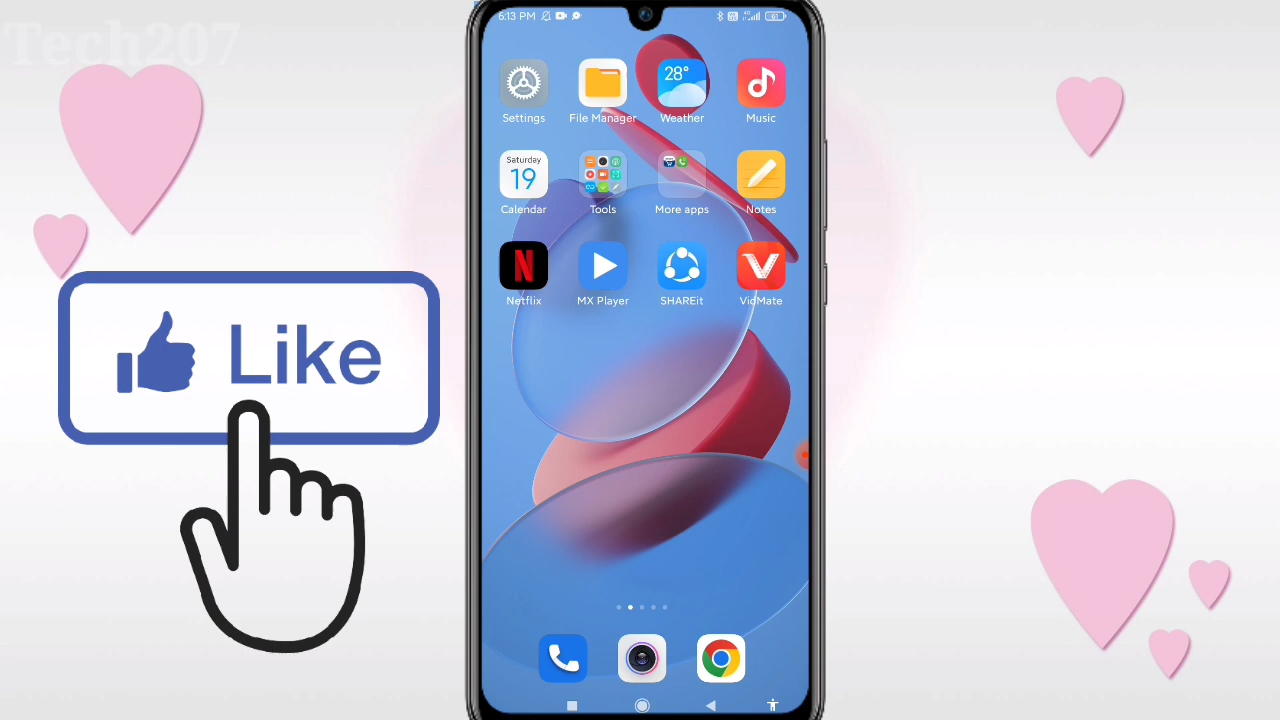 Tech207
6:13 PM
28°
Settings
File Manager
Weather
Music
Saturday
19
Calendar
Tools
More apps
Notes
N
Netflix
MX Player
SHAREit
VidMate
Like